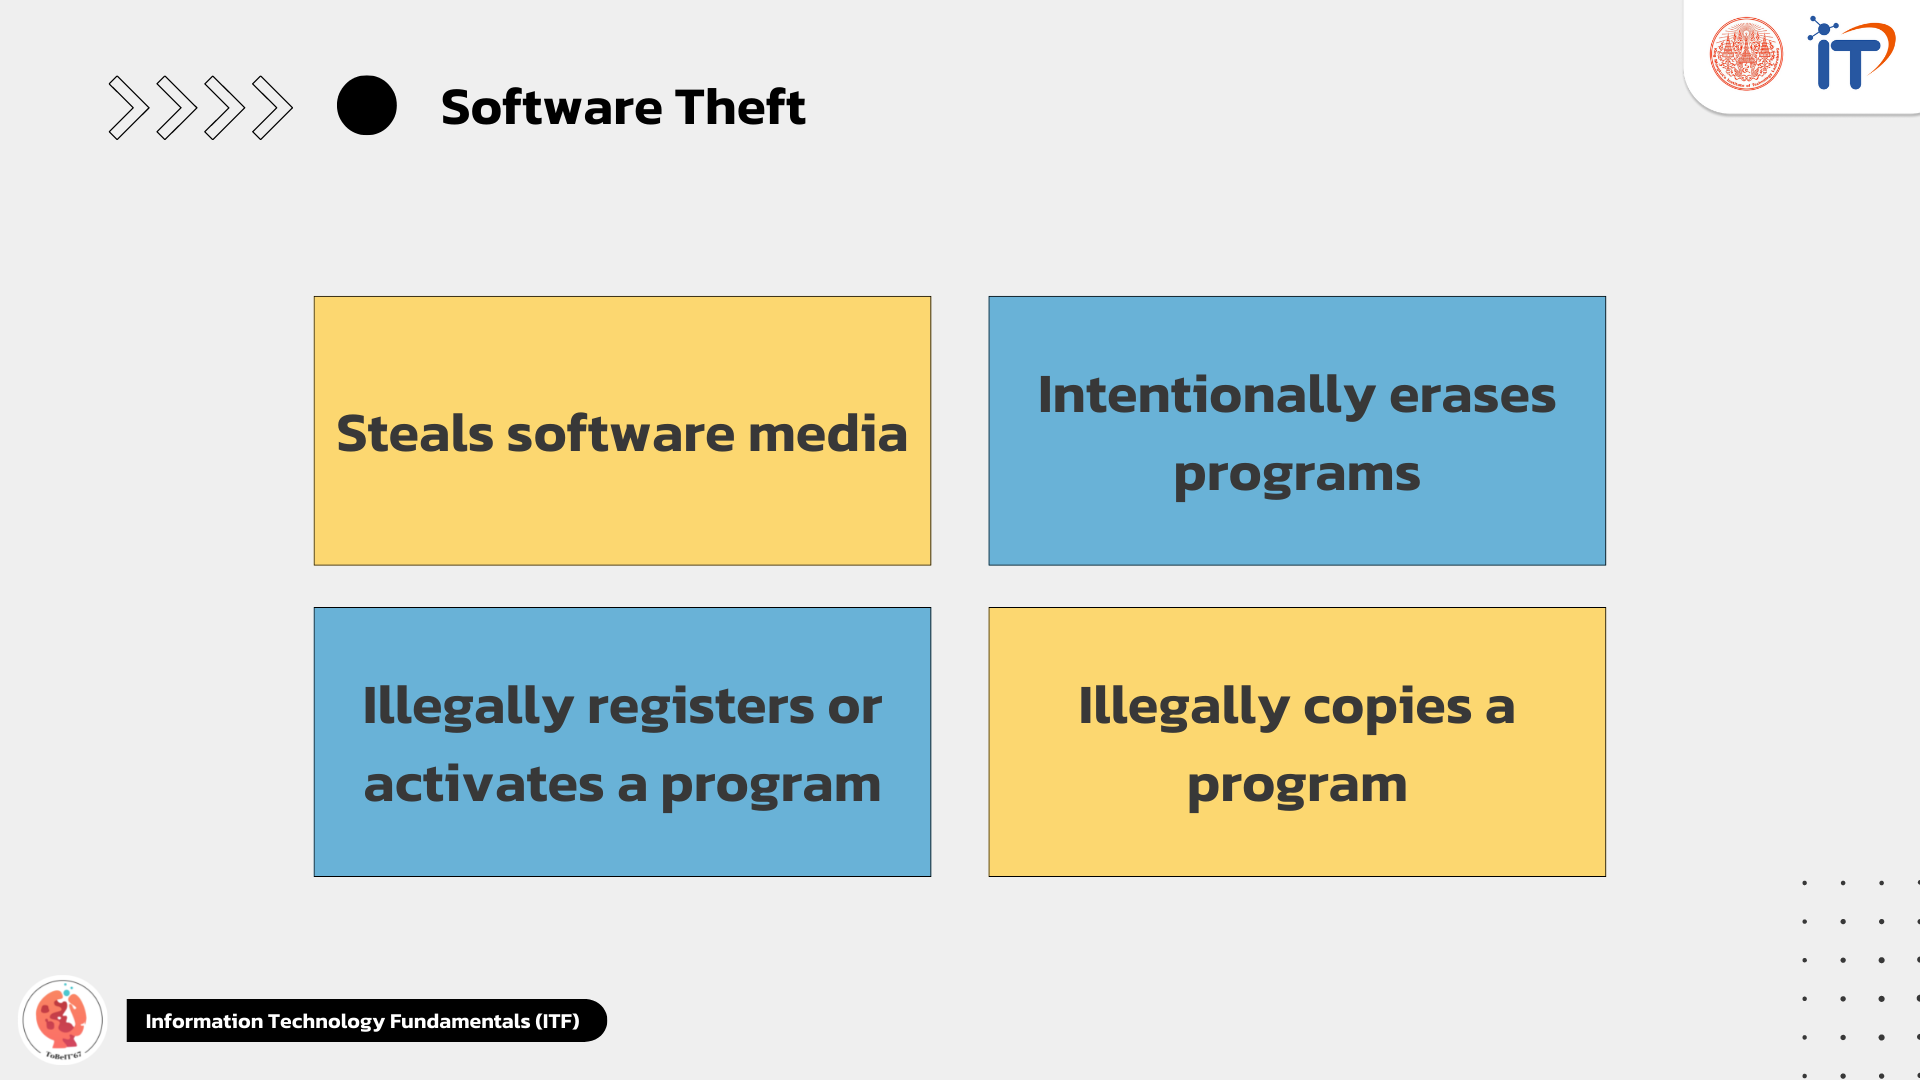 Software Theft
iT
Steals software media
Intentionally erases
programs
Illegally registers or
activates a program
Illegally copies a
program
ToBeIT'67
Information Technology Fundamentals (ITF)